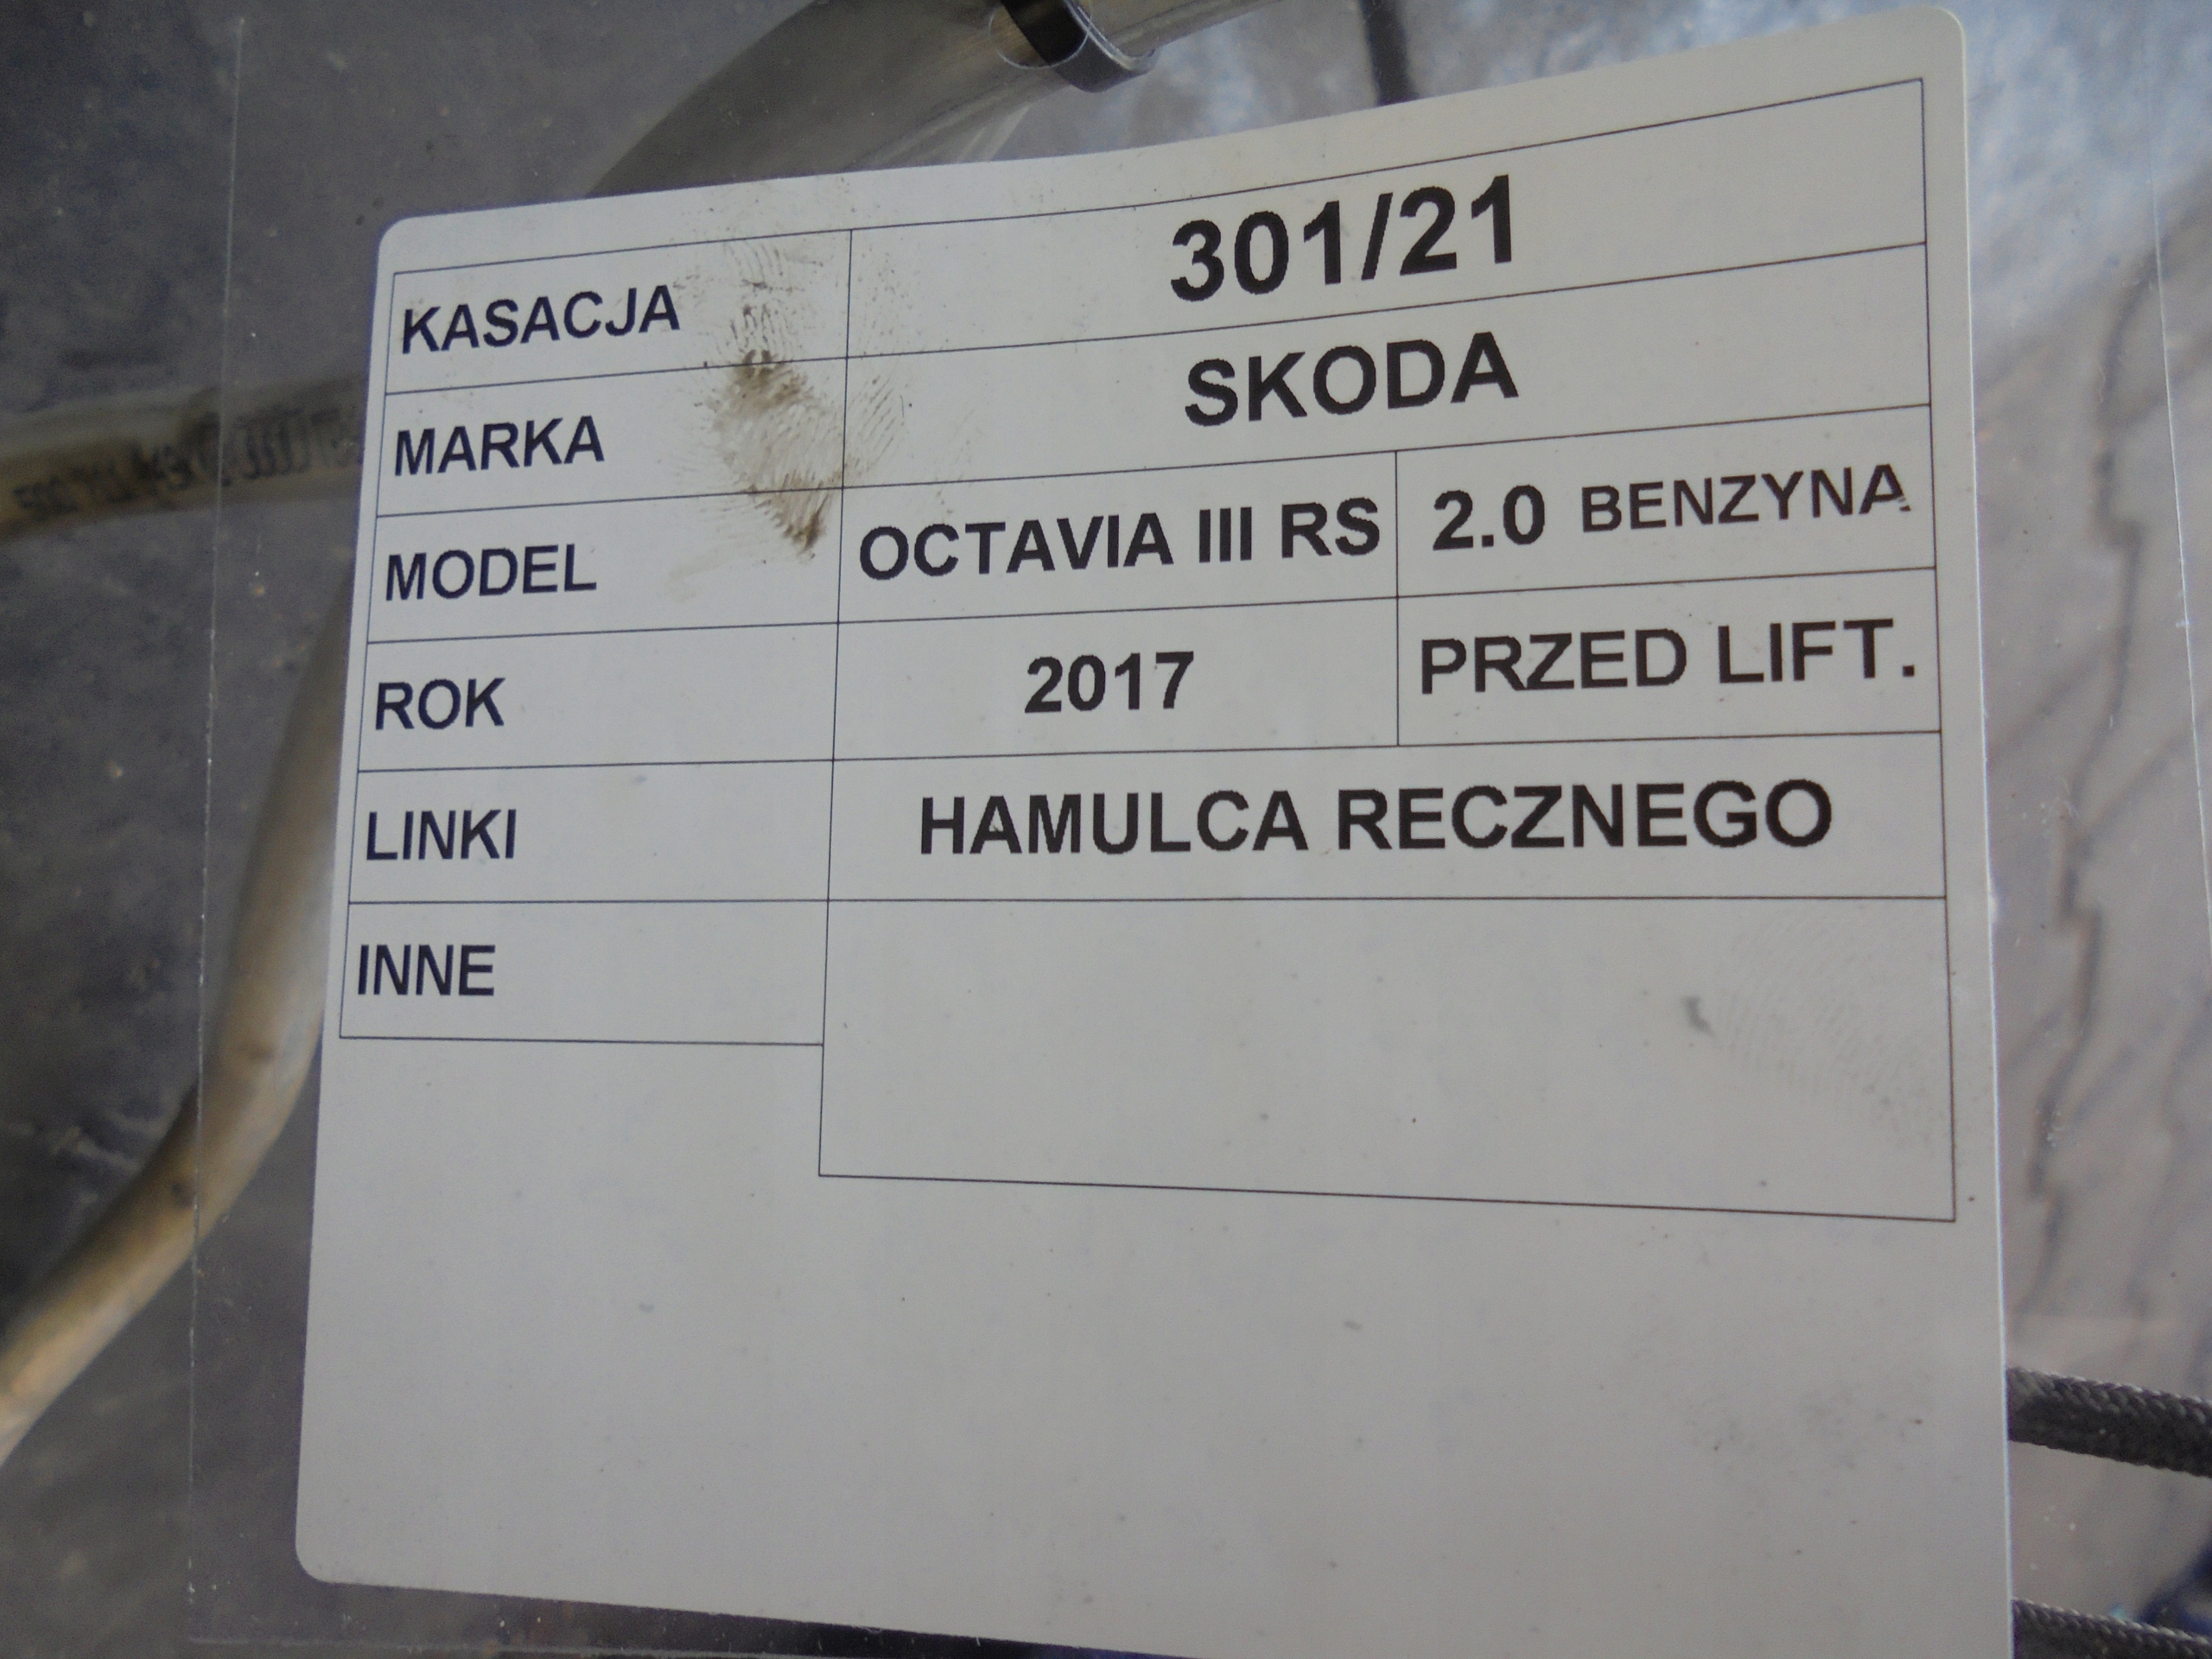 KASACJA 301/21
MARKA SKODA
MODEL OCTAVIA III RS 2.0 BENZYNA
ROK 2017 PRZED LIFT.
LINKI HAMULCA RECZNEGO
INNE